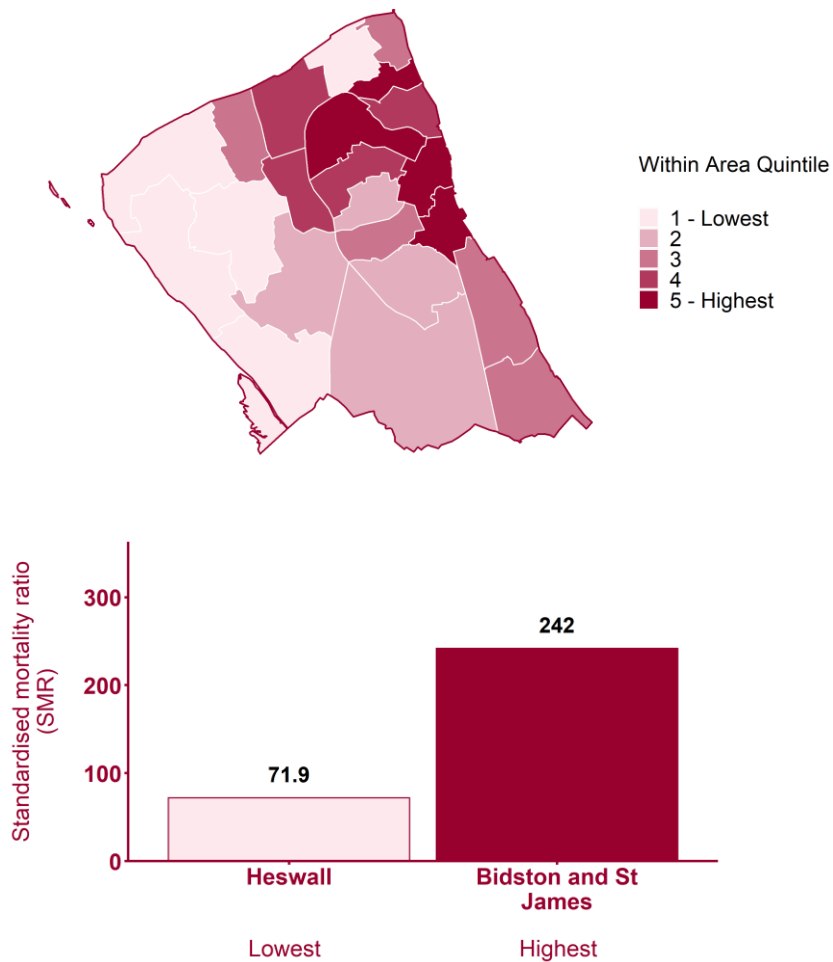 Within Area Quintile
1 - Lowest
2
3
4
5 - Highest
Standardised mortality ratio
(SMR)
300
200
100
0
71.9
242
Heswall
Bidston and St
James
Lowest
Highest